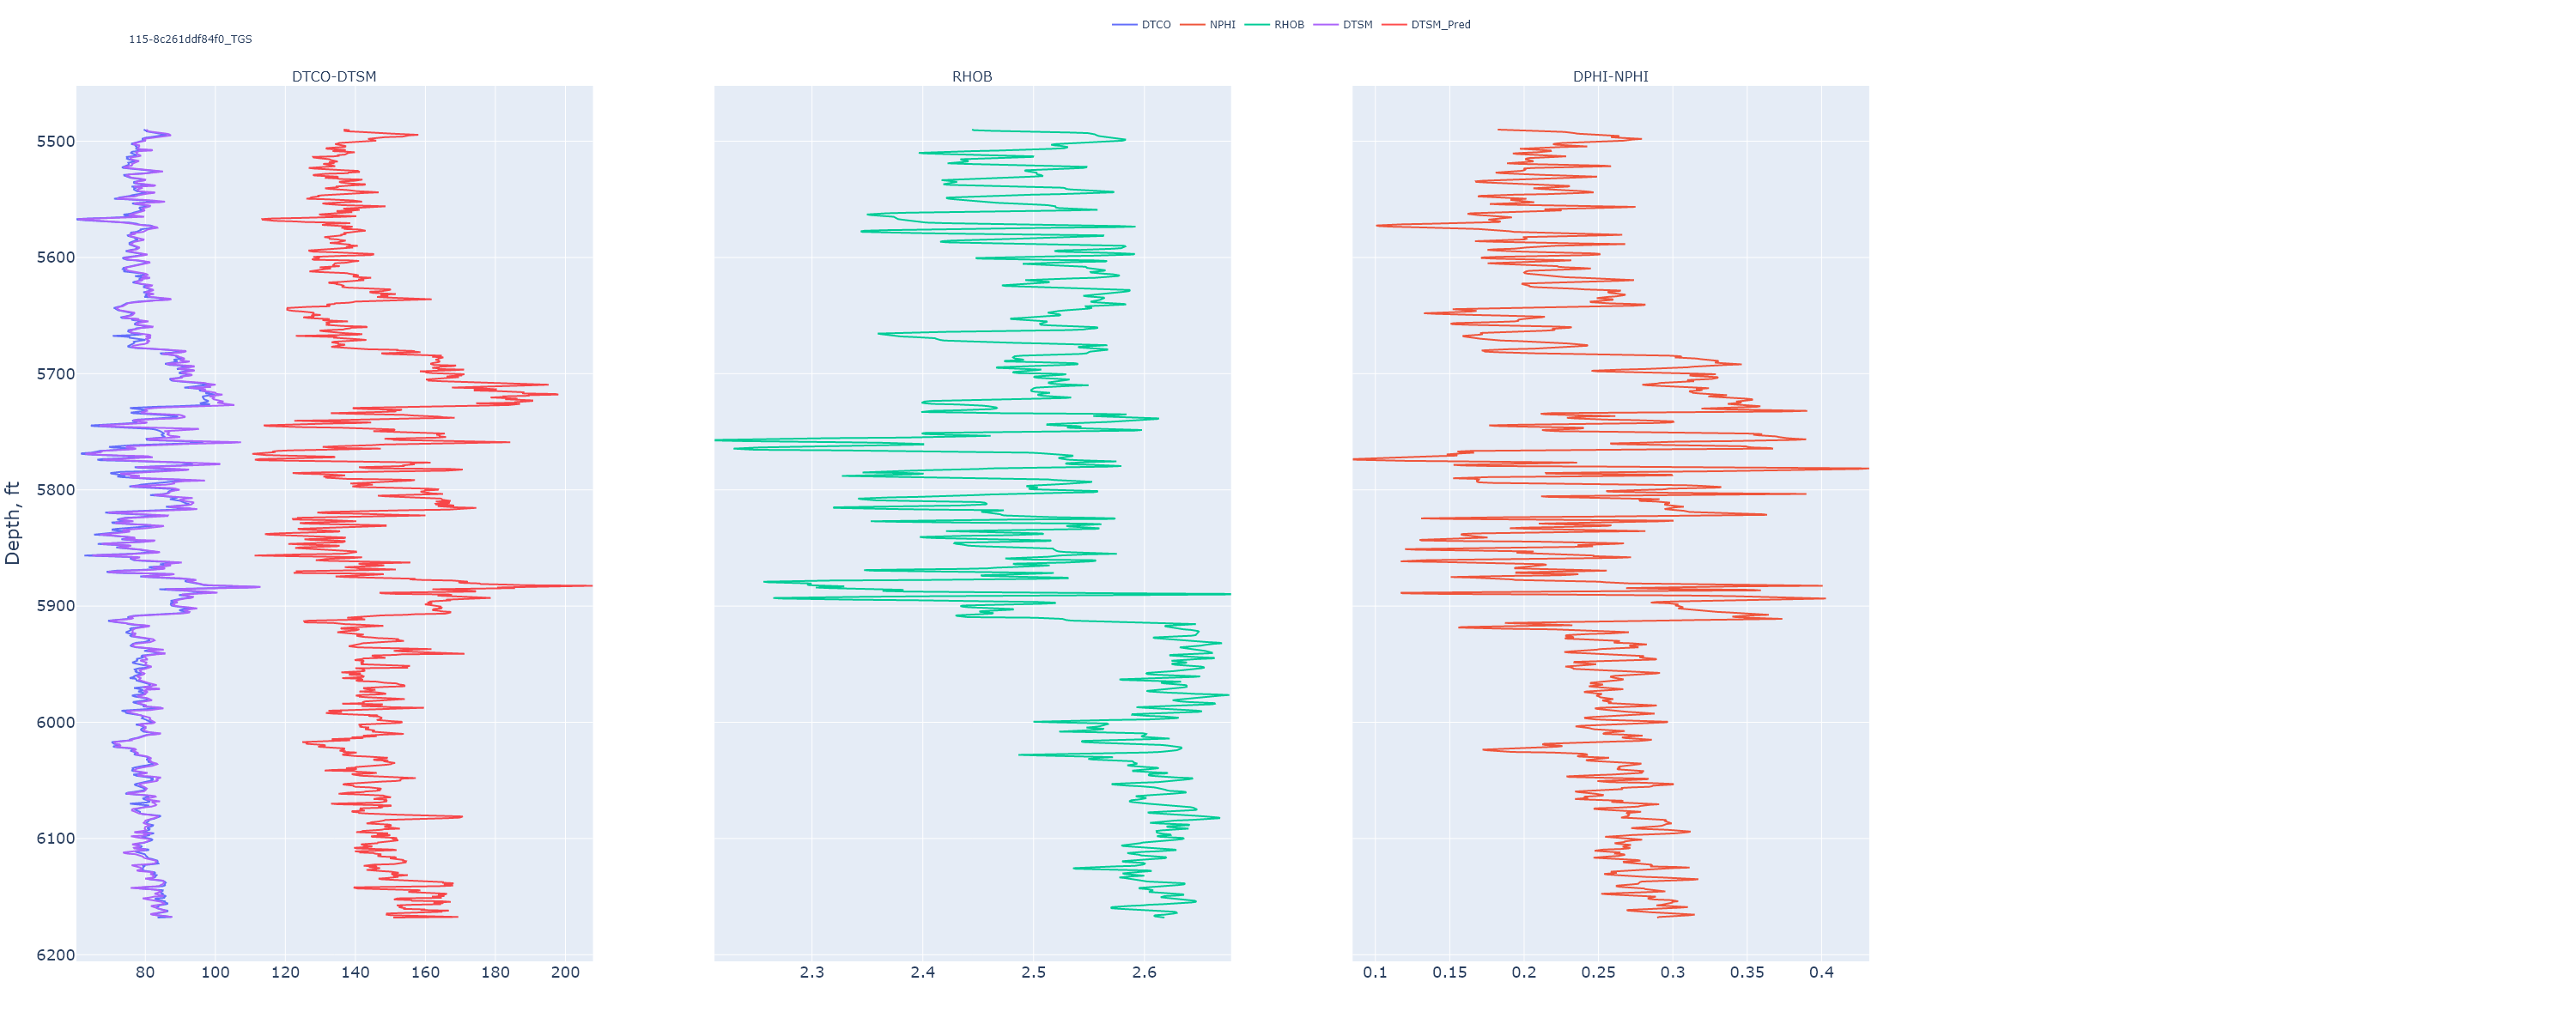 DTCO NPHI RHOB DTSM DTSM_Pred
115-8c261ddf84f0_TGS
DTCO-DTSM RHOB DPHI-NPHI
Depth, ft
5500
5600
5700
5800
5900
6000
6100
6200
80 100 120 140 160 180 200
2.3 2.4 2.5 2.6
0.1 0.15 0.2 0.25 0.3 0.35 0.4